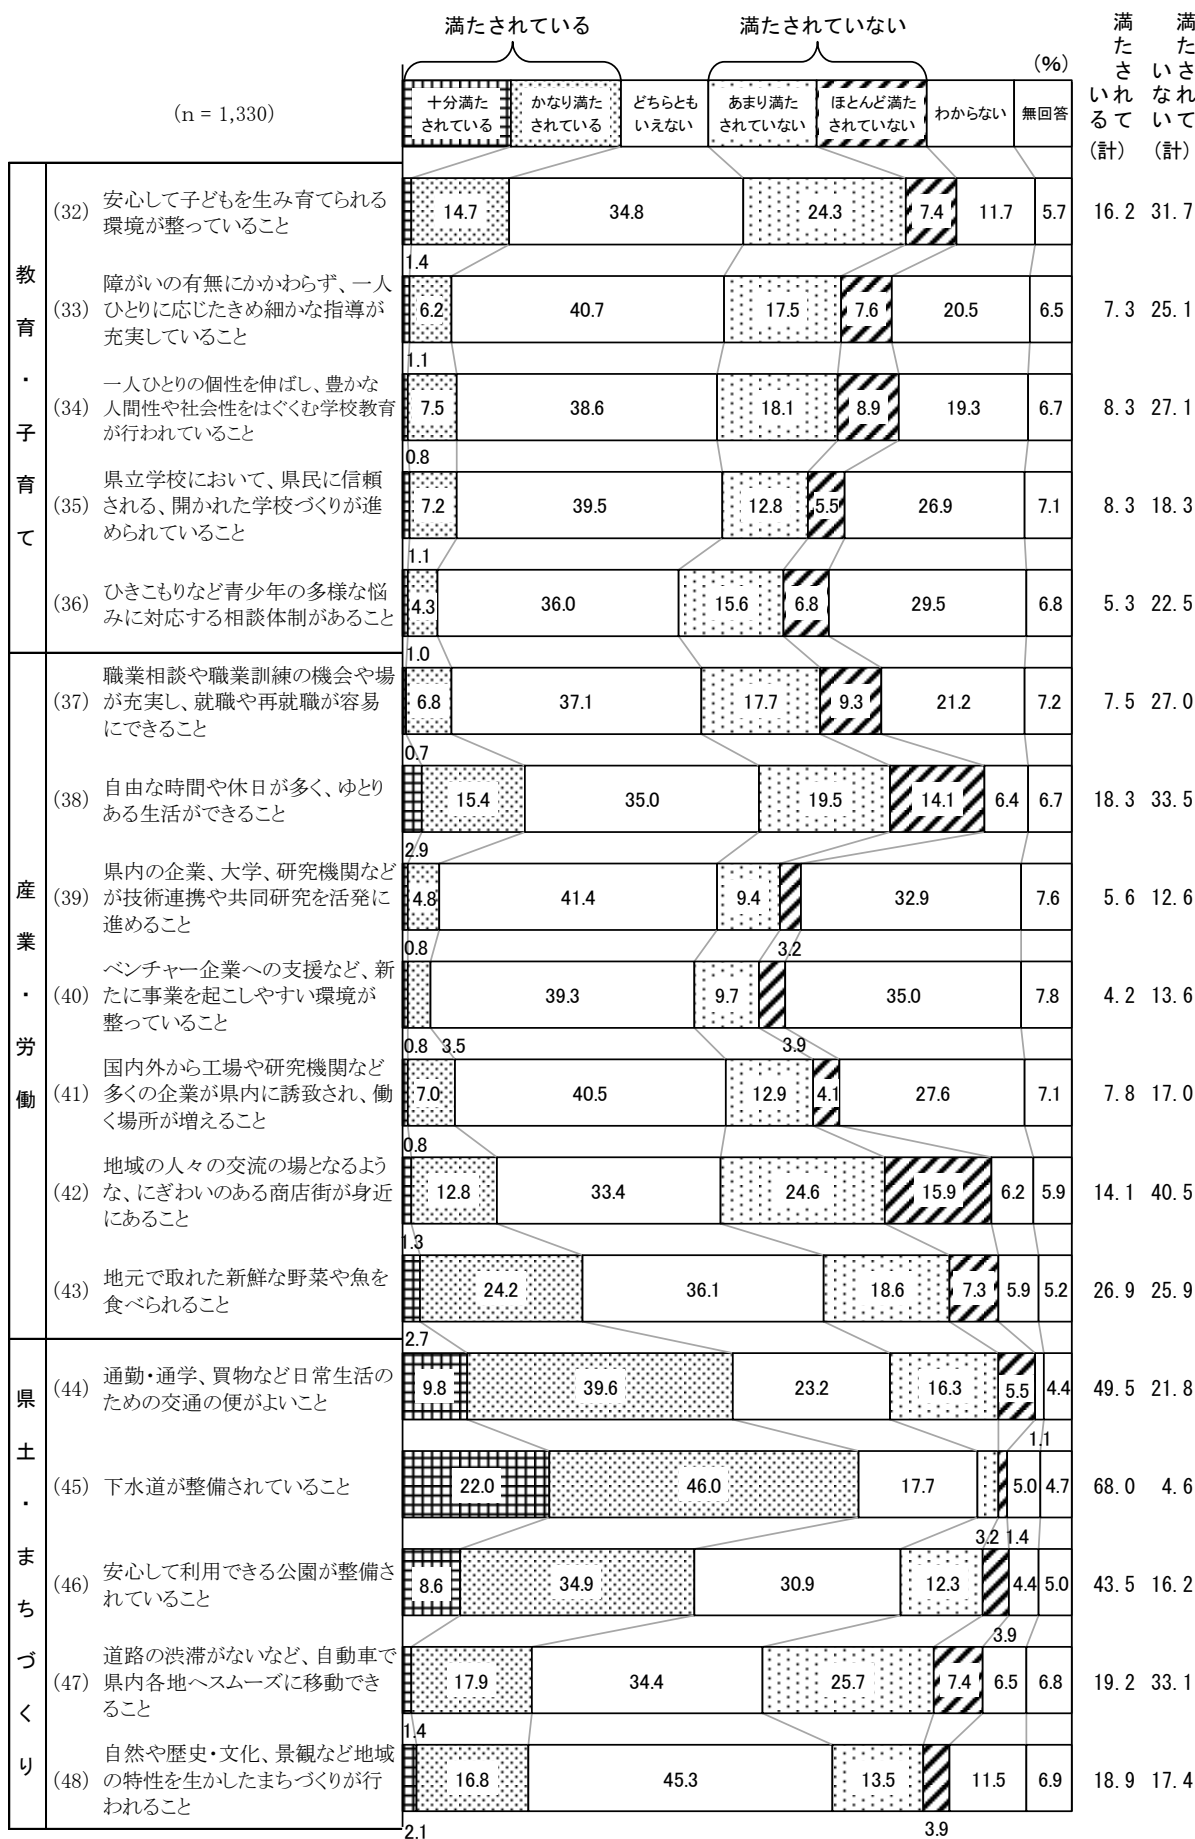 満たされている
満たされていない
(%)
満たされている(計)
満たされていない(計)
(n = 1,330)
十分満たされている
かなり満たされている
どちらともいえない
あまり満たされていない
ほとんど満たされていない
わからない
無回答
教育・子育て
(32) 安心して子どもを生み育てられる
環境が整っていること
14.7 34.8 24.3 7.4 11.7 5.7 16.2 31.7
1.4
(33) 障がいの有無にかかわらず、一人
ひとりに応じたきめ細かな指導が
充実していること
6.2 40.7 17.5 7.6 20.5 6.5 7.3 25.1
1.1
(34) 一人ひとりの個性を伸ばし、豊かな
人間性や社会性をはぐくむ学校教育
が行われていること
7.5 38.6 18.1 8.9 19.3 6.7 8.3 27.1
0.8
(35) 県立学校において、県民に信頼
される、開かれた学校づくりが進
められていること
7.2 39.5 12.8 5.5 26.9 7.1 8.3 18.3
1.1
(36) ひきこもりなど青少年の多様な悩
みに対応する相談体制があること
4.3 36.0 15.6 6.8 29.5 6.8 5.3 22.5
1.0
産業・労働
(37) 職業相談や職業訓練の機会や場
が充実し、就職や再就職が容易
にできること
6.8 37.1 17.7 9.3 21.2 7.2 7.5 27.0
0.7
(38) 自由な時間や休日が多く、ゆとり
ある生活ができること
15.4 35.0 19.5 14.1 6.4 6.7 18.3 33.5
2.9
(39) 県内の企業、大学、研究機関など
が技術連携や共同研究を活発に
進めること
4.8 41.4 9.4 32.9 7.6 5.6 12.6
0.8 3.2
(40) ベンチャー企業への支援など、新
たに事業を起こしやすい環境が
整っていること
39.3 9.7 35.0 7.8 4.2 13.6
0.8 3.5 3.9
(41) 国内外から工場や研究機関など
多くの企業が県内に誘致され、働
く場所が増えること
7.0 40.5 12.9 4.1 27.6 7.1 7.8 17.0
0.8
(42) 地域の人々の交流の場となるよう
な、にぎわいのある商店街が身近
にあること
12.8 33.4 24.6 15.9 6.2 5.9 14.1 40.5
1.3
(43) 地元で取れた新鮮な野菜や魚を
食べられること
24.2 36.1 18.6 7.3 5.9 5.2 26.9 25.9
2.7
県土・まちづくり
(44) 通勤・通学、買物など日常生活の
ための交通の便がよいこと
9.8 39.6 23.2 16.3 5.5 4.4 49.5 21.8
1.1
(45) 下水道が整備されていること
22.0 46.0 17.7 5.0 4.7 68.0 4.6
3.2 1.4
(46) 安心して利用できる公園が整備さ
れていること
8.6 34.9 30.9 12.3 4.4 5.0 43.5 16.2
3.9
(47) 道路の渋滞がないなど、自動車で
県内各地へスムーズに移動でき
ること
17.9 34.4 25.7 7.4 6.5 6.8 19.2 33.1
1.4
(48) 自然や歴史・文化、景観など地域
の特性を生かしたまちづくりが行
われること
16.8 45.3 13.5 11.5 6.9 18.9 17.4
2.1 3.9